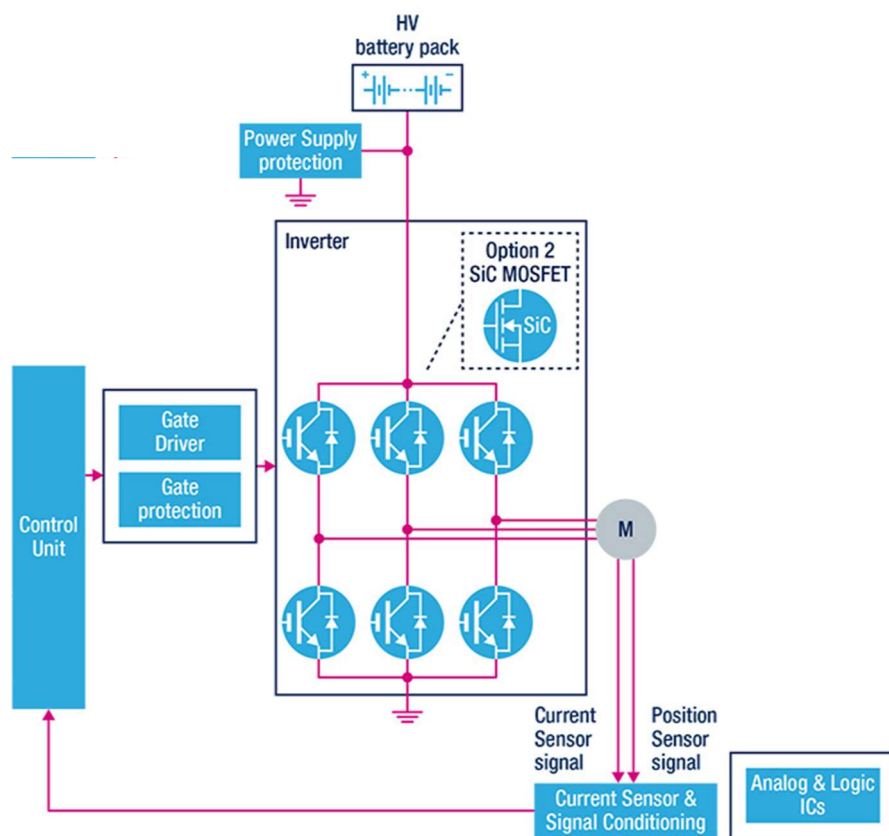 HV
battery pack
+ -
Power Supply
protection
Inverter
Option 2
SiC MOSFET
SiC
Gate
Driver
Gate
protection
Control
Unit
M
Current
Sensor
signal
Position
Sensor
signal
Current Sensor &
Signal Conditioning
Analog & Logic
ICs